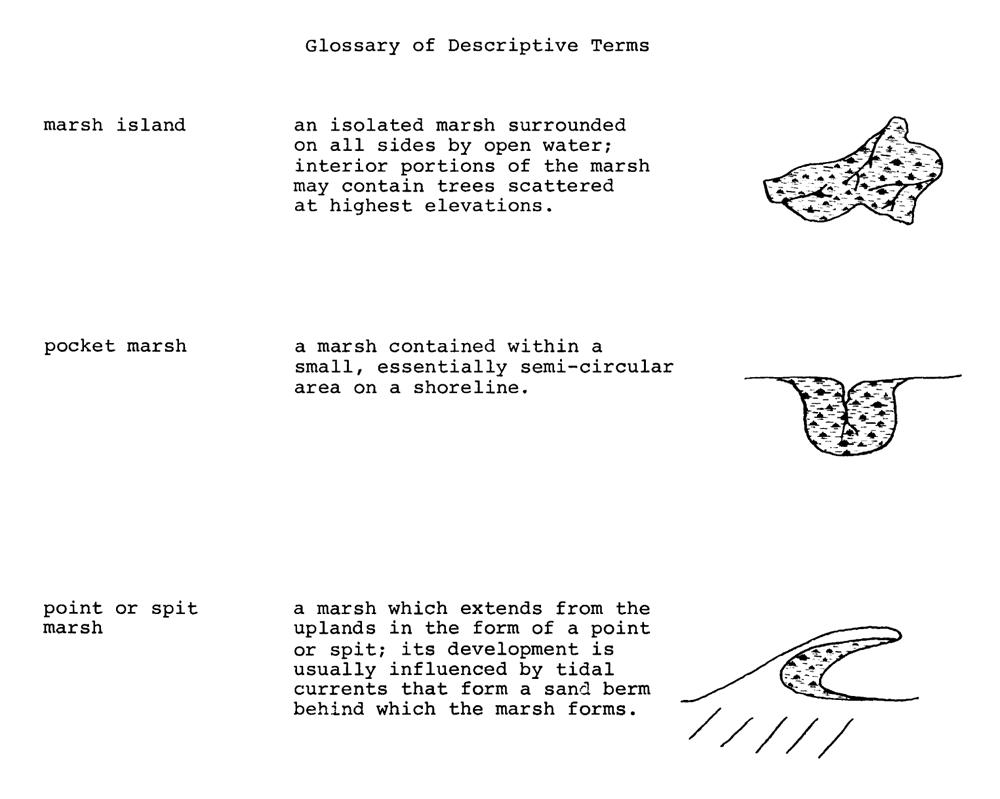 Glossary of Descriptive Terms
marsh island
an isolated marsh surrounded
on all sides by open water;
interior portions of the marsh
may contain trees scattered
at highest elevations.
pocket marsh
a marsh contained within a
small, essentially semi-circular
area on a shoreline.
point or spit
marsh
a marsh which extends from the
uplands in the form of a point
or spit; its development is
usually influenced by tidal
currents that form a sand berm
behind which the marsh forms.